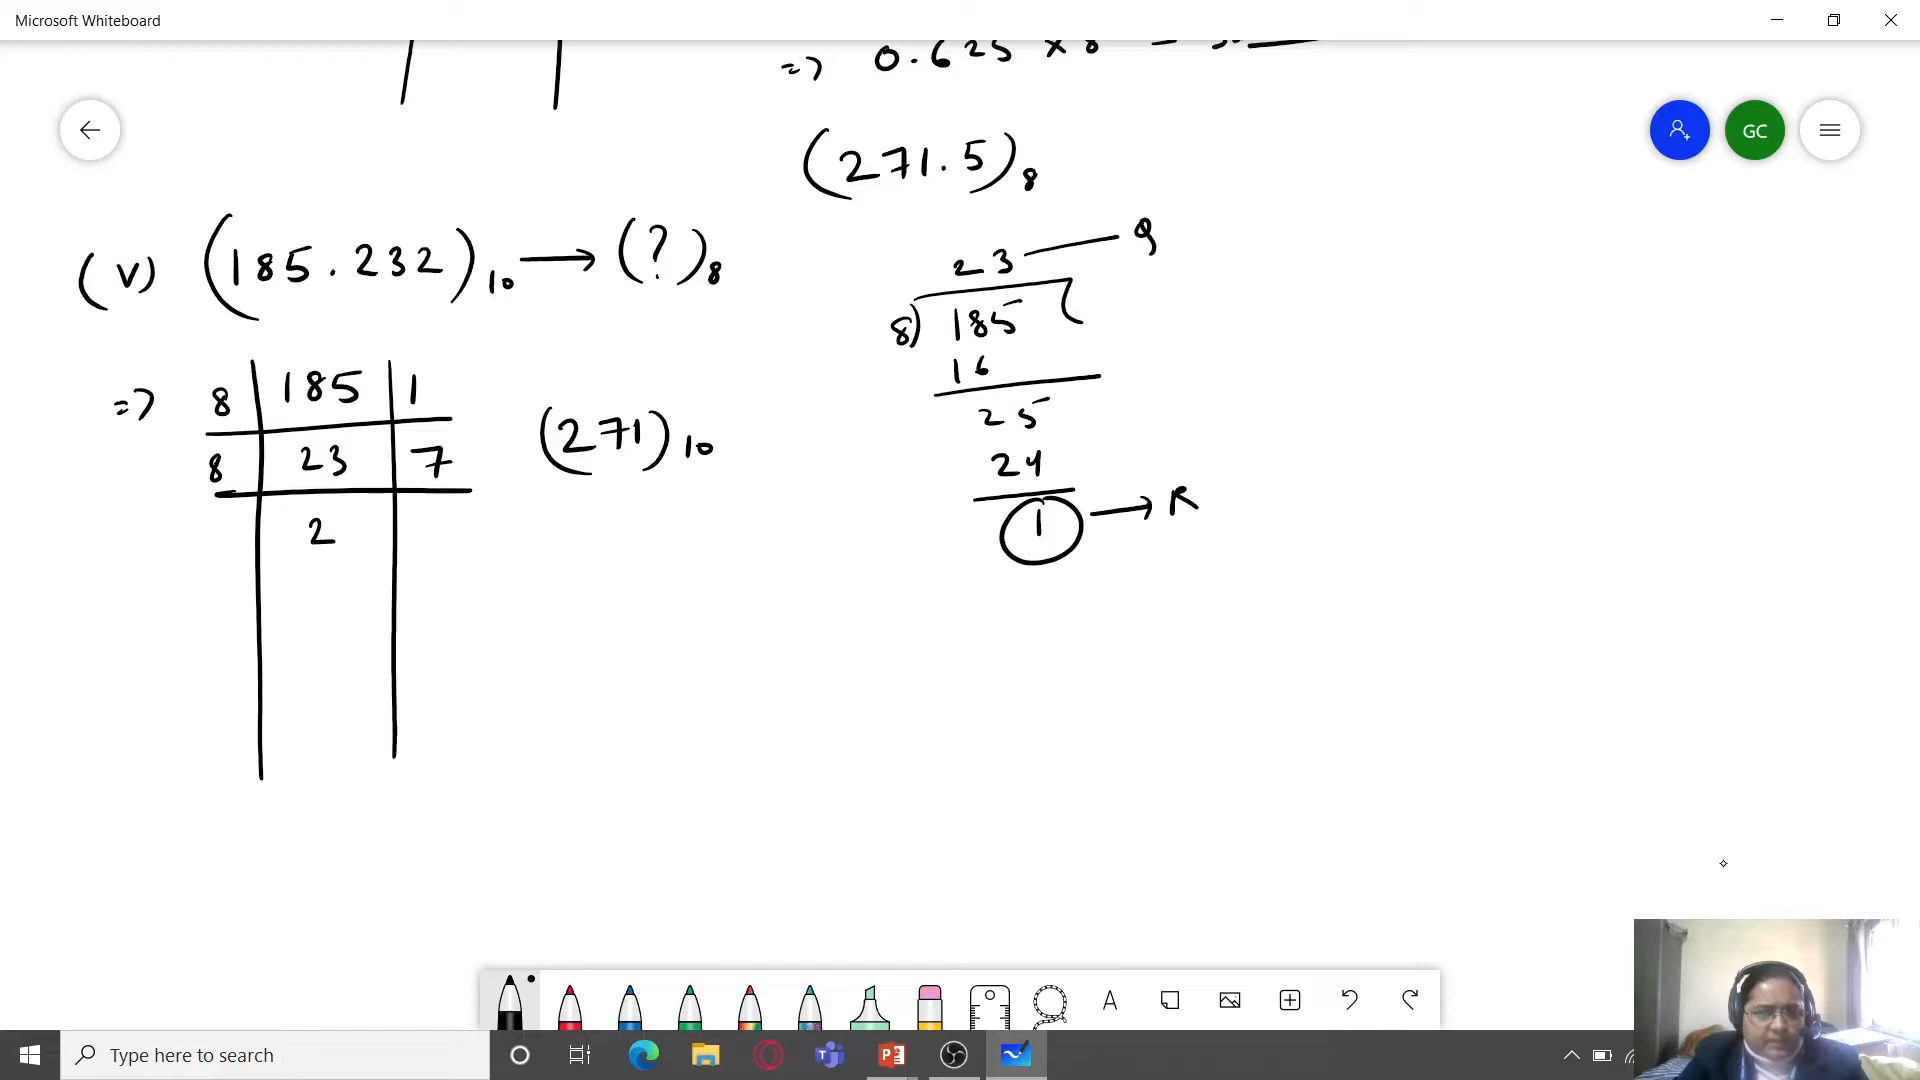 Microsoft Whiteboard
=> 0.625 × 8 =
(271.5)8
GC
(V) (185.232)10 → (?)8
23 — Q
8) 185 (
16
25
24
1 → R
=> 8 | 185 | 1
8 | 23 | 7
2
(271)10
A
Type here to search